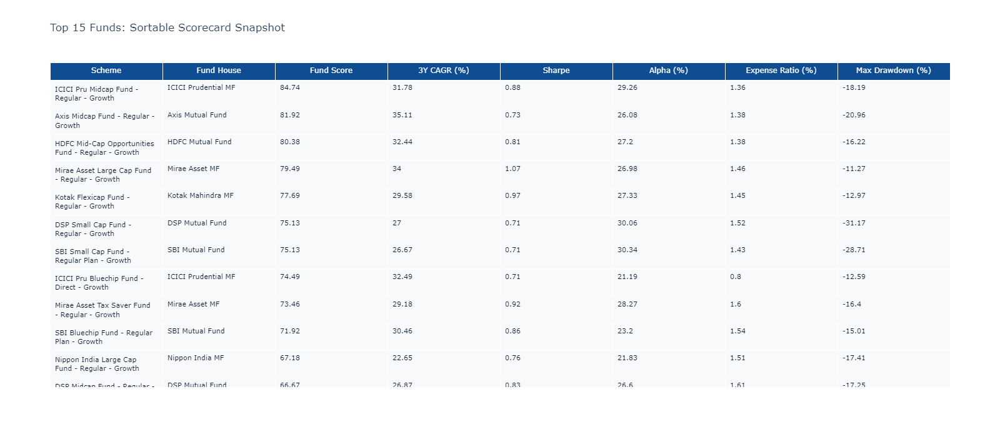 Top 15 Funds: Sortable Scorecard Snapshot
Scheme Fund House Fund Score 3Y CAGR (%) Sharpe Alpha (%) Expense Ratio (%) Max Drawdown (%)
ICICI Pru Midcap Fund - ICICI Prudential MF 84.74 31.78 0.88 29.26 1.36 -18.19
Regular - Growth
Axis Midcap Fund - Regular - Axis Mutual Fund 81.92 35.11 0.73 26.08 1.38 -20.96
Growth
HDFC Mid-Cap Opportunities HDFC Mutual Fund 80.38 32.44 0.81 27.2 1.38 -16.22
Fund - Regular - Growth
Mirae Asset Large Cap Fund Mirae Asset MF 79.49 34 1.07 26.98 1.46 -11.27
- Regular - Growth
Kotak Flexicap Fund - Kotak Mahindra MF 77.69 29.58 0.97 27.33 1.45 -12.97
Regular - Growth
DSP Small Cap Fund - DSP Mutual Fund 75.13 27 0.71 30.06 1.52 -31.17
Regular - Growth
SBI Small Cap Fund - SBI Mutual Fund 75.13 26.67 0.71 30.34 1.43 -28.71
Regular Plan - Growth
ICICI Pru Bluechip Fund - ICICI Prudential MF 74.49 32.49 0.71 21.19 0.8 -12.59
Direct - Growth
Mirae Asset Tax Saver Fund Mirae Asset MF 73.46 29.18 0.92 28.27 1.6 -16.4
- Regular - Growth
SBI Bluechip Fund - Regular SBI Mutual Fund 71.92 30.46 0.86 23.2 1.54 -15.01
Plan - Growth
Nippon India Large Cap Nippon India MF 67.18 22.65 0.76 21.83 1.51 -17.41
Fund - Regular - Growth
DSP Midcap Fund - Regular - DSP Mutual Fund 66.67 26.87 0.83 26.6 1.61 -17.25